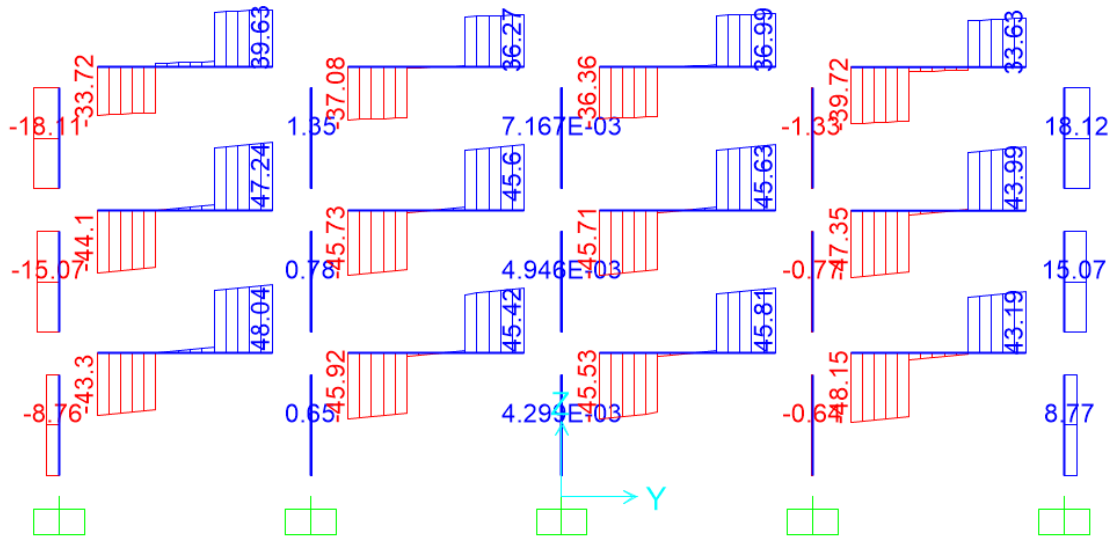 -33.72 39.63 -37.08 36.27 -36.36 36.99 -39.72 33.63
-18.11 1.35 7.167E-03 -1.33 18.12
-44.1 47.24 -45.73 45.6 -45.71 45.63 -47.35 43.99
-15.07 0.78 4.946E-03 -0.77 15.07
-43.3 48.04 -45.92 45.42 -45.53 45.81 -48.15 43.19
-8.76 0.65 4.299E-03 -0.64 8.77
Z
Y